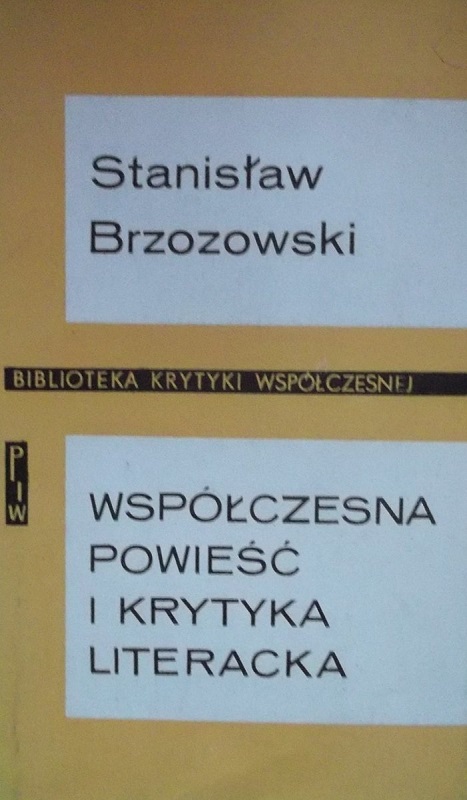 Stanisław
Brzozowski
BIBLIOTEKA KRYTYKI WSPÓŁCZESNEJ
PIW
WSPÓŁCZESNA
POWIEŚĆ
I KRYTYKA
LITERACKA